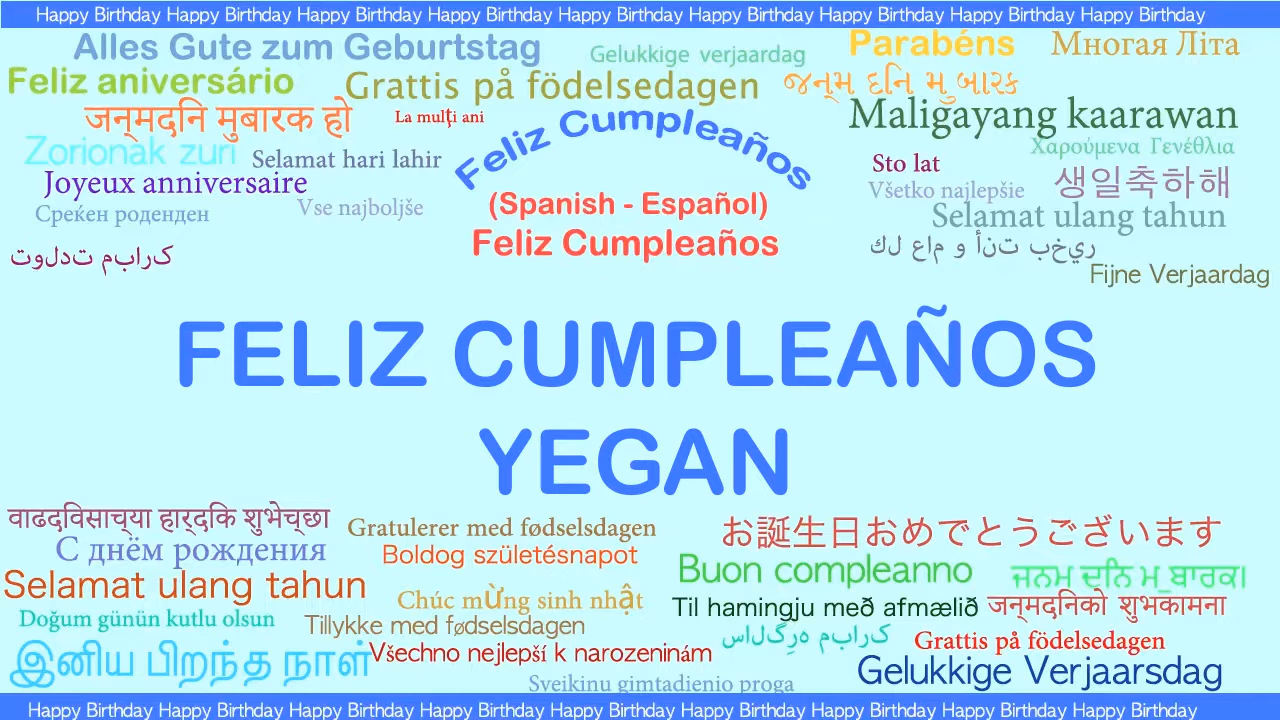 Happy Birthday Happy Birthday Happy Birthday Happy Birthday Happy Birthday Happy Birthday Happy Birthday Happy Birthday Happy Birthday
Alles Gute zum Geburtstag
Gelukkige verjaardag
Parabéns
Многая Літа
Feliz aniversário
Grattis på födelsedagen
જન્મ દિન મુબારક
जन्मदिन मुबारक हो
La mulţi ani
Feliz Cumpleaños
Maligayang kaarawan
Zorionak zuri
Selamat hari lahir
Χαρούμενα Γενέθλια
Sto lat
Joyeux anniversaire
(Spanish - Español)
Všetko najlepšie
생일축하해
Среќен роденден
Vse najboljše
Selamat ulang tahun
Feliz Cumpleaños
تولدت مبارک
كل عام و أنت بخير
Fijne Verjaardag
FELIZ CUMPLEAÑOS
YEGAN
वाढदिवसाच्या हार्दिक शुभेच्छा
Gratulerer med fødselsdagen
お誕生日おめでとうございます
С днём рождения
Boldog születésnapot
Selamat ulang tahun
Buon compleanno
ਜਨਮ ਦਿਨ ਮੁਬਾਰਕ।
Chúc mừng sinh nhật
Til hamingju með afmælið
जन्मदिनको शुभकामना
Doğum günün kutlu olsun
Tillykke med fødselsdagen
سالگرہ مبارک
Grattis på födelsedagen
இனிய பிறந்த நாள்
Všechno nejlepší k narozeninám
Gelukkige Verjaarsdag
Sveikinu gimtadienio proga
Happy Birthday Happy Birthday Happy Birthday Happy Birthday Happy Birthday Happy Birthday Happy Birthday Happy Birthday Happy Birthday